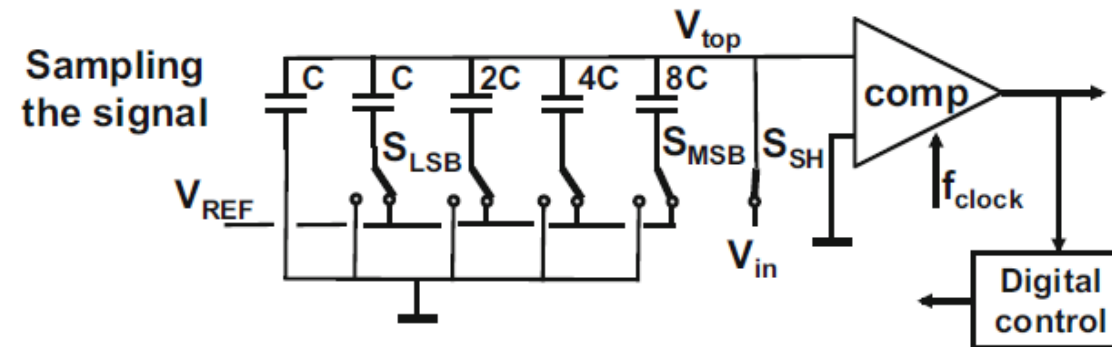 Sampling
the signal
V_top
C
C
2C
4C
8C
comp
S_LSB
S_MSB
S_SH
V_REF
f_clock
V_in
Digital
control